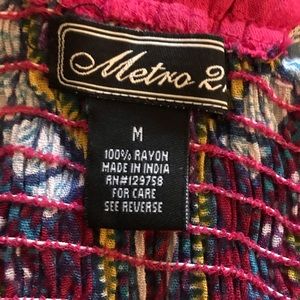 Metro 2.
M
100% RAYON
MADE IN INDIA
RN#129758
FOR CARE
SEE REVERSE